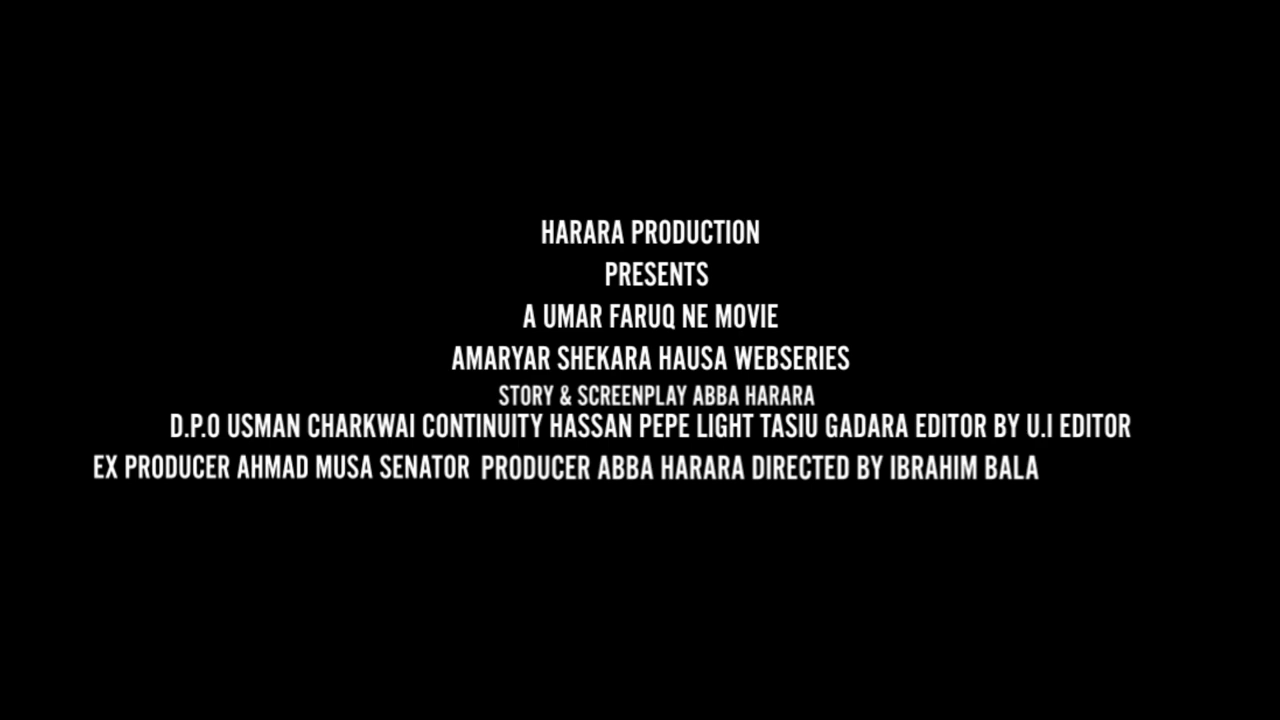 HARARA PRODUCTION
PRESENTS
A UMAR FARUQ NE MOVIE
AMARYAR SHEKARA HAUSA WEBSERIES
STORY & SCREENPLAY ABBA HARARA
D.P.O USMAN CHARKWAI CONTINUITY HASSAN PEPE LIGHT TASIU GADARA EDITOR BY U.I EDITOR
EX PRODUCER AHMAD MUSA SENATOR PRODUCER ABBA HARARA DIRECTED BY IBRAHIM BALA